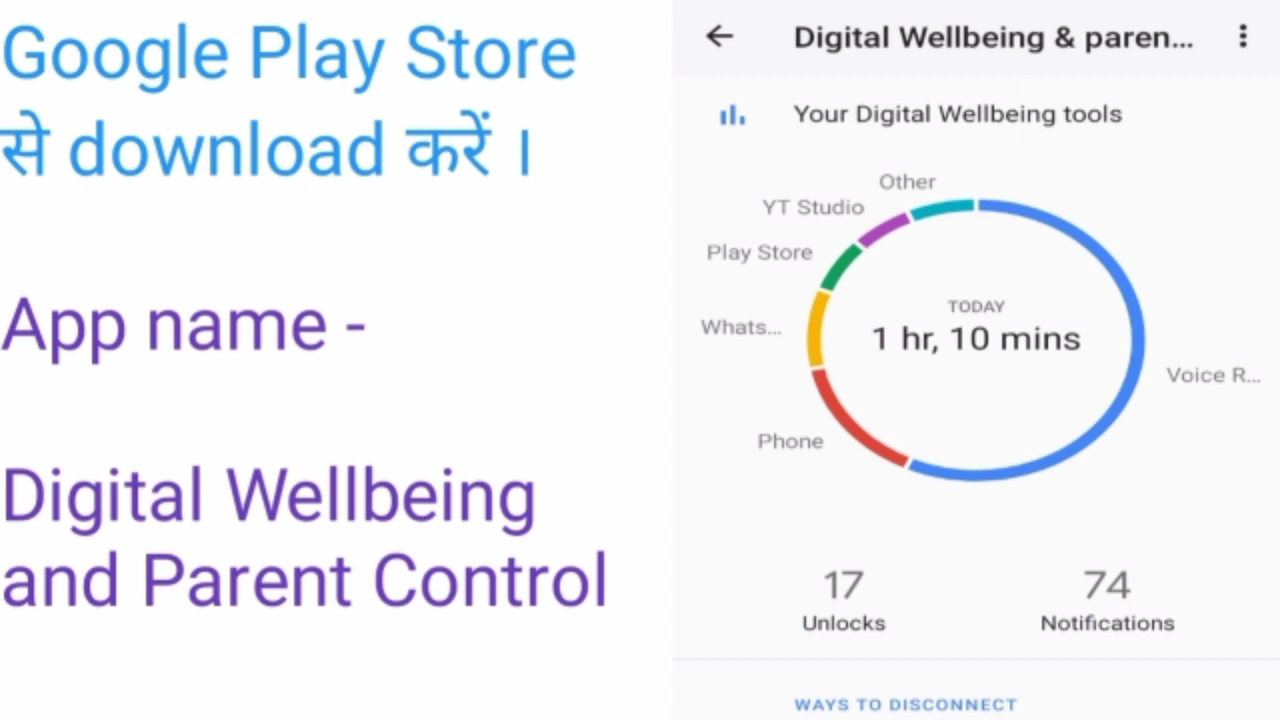 Google Play Store
से download करें ।
App name -
Digital Wellbeing
and Parent Control
Digital Wellbeing & paren...
Your Digital Wellbeing tools
Other
YT Studio
Play Store
Whats...
Phone
Voice R...
TODAY
1 hr, 10 mins
17
Unlocks
74
Notifications
WAYS TO DISCONNECT